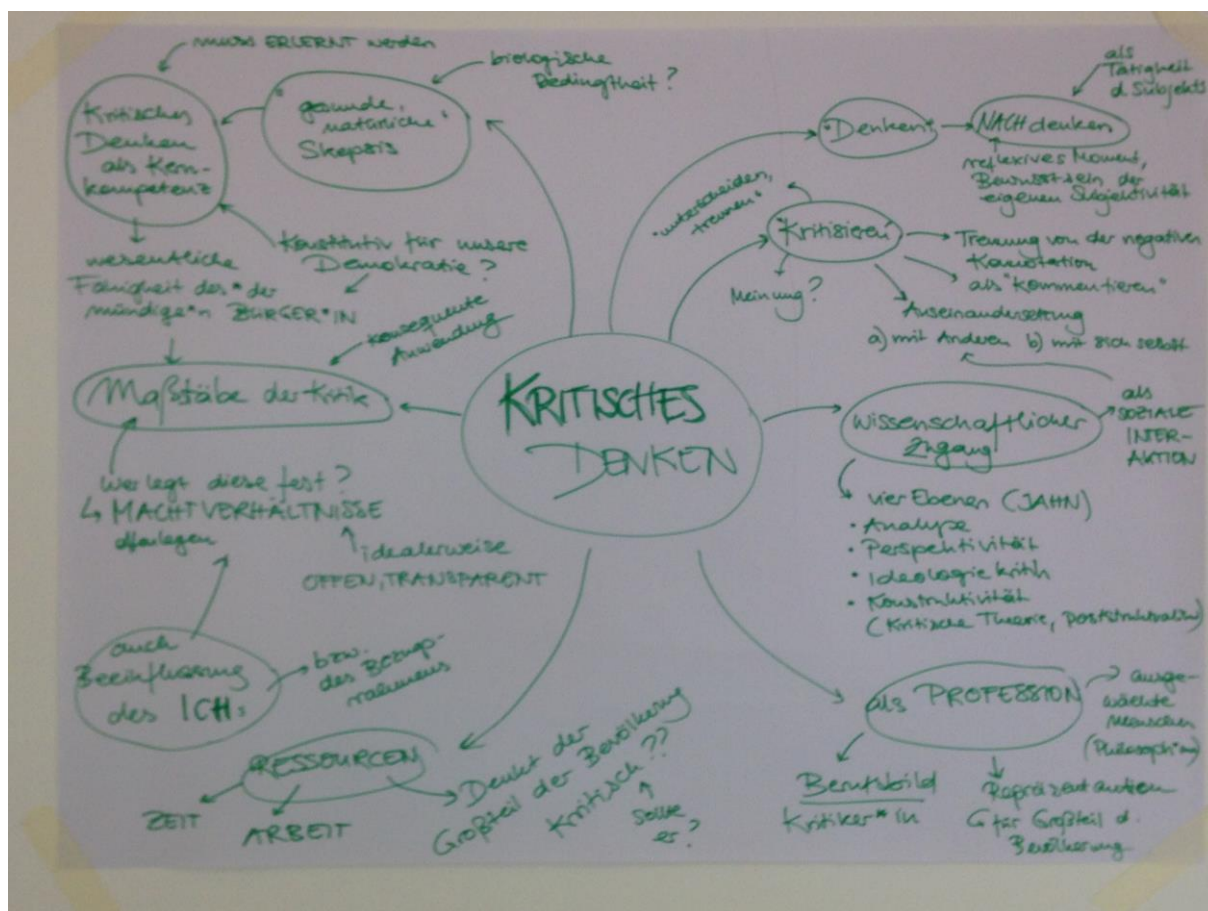 muss ERLERNT werden
Kritisches
Denken
als Kern-
kompetenz
"gesunde,
natürliche"
Skepsis
biologische
Bedingtheit?
wesentliche
Fähigkeit des*der
mündige*n BÜRGER*IN
Konstitutiv für unsere
Demokratie?
konsequente
Anwendung
Maßstäbe der Kritik
Wer legt diese fest?
↳ MACHTVERHÄLTNISSE
offenlegen
idealerweise
OFFEN, TRANSPARENT
auch
Beeinflussung
des ICHs
bzw.
des Bezugs-
rahmens
RESSOURCEN
ZEIT
ARBEIT
Denkt der
Großteil der Bevölkerung
Kritisch??
Sollte
er?
KRITISCHES
DENKEN
"Denken"
NACHdenken
als
Tätigkeit
d. Subjekts
reflexives Moment,
Bewusstsein der
eigenen Subjektivität
"unterscheiden,
trennen"
"Kritisieren"
Meinung?
Trennung von der negativen
Konnotation
als "Kommentieren"
Auseinandersetzung
a) mit Anderen b) mit sich selbst
wissenschaftlicher
Zugang
als
SOZIALE
INTER-
AKTION
vier Ebenen (JAHN)
• Analyse
• Perspektivität
• Ideologiekritik
• Konstruktivität
(Kritische Theorie, Poststrukturalism)
als PROFESSION
ausge-
wählte
Menschen
Berufsbild
Kritiker*in
Repräsentation
für Großteil d.
Bevölkerung